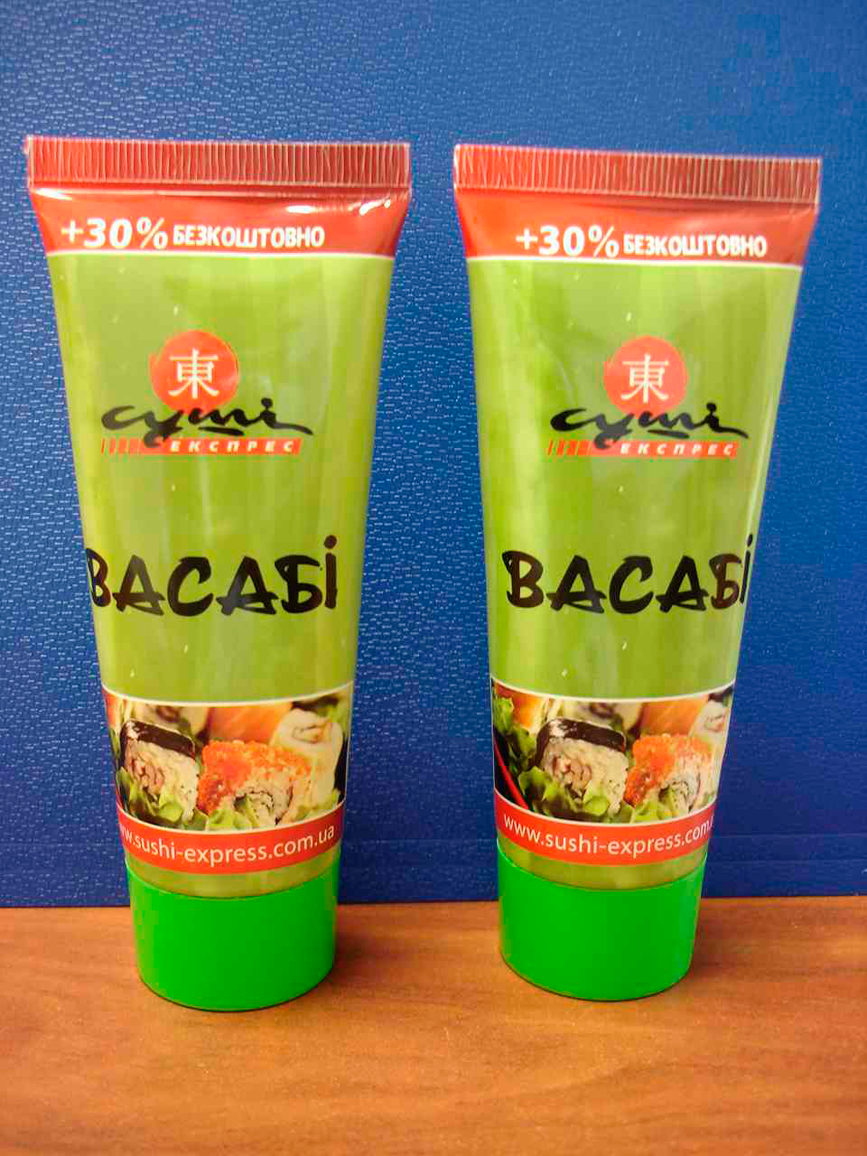 +30% БЕЗКОШТОВНО
東
суші
ЕКСПРЕС
ВАСАБІ
www.sushi-express.com.ua
+30% БЕЗКОШТОВНО
東
суші
ЕКСПРЕС
ВАСАБІ
www.sushi-express.com.